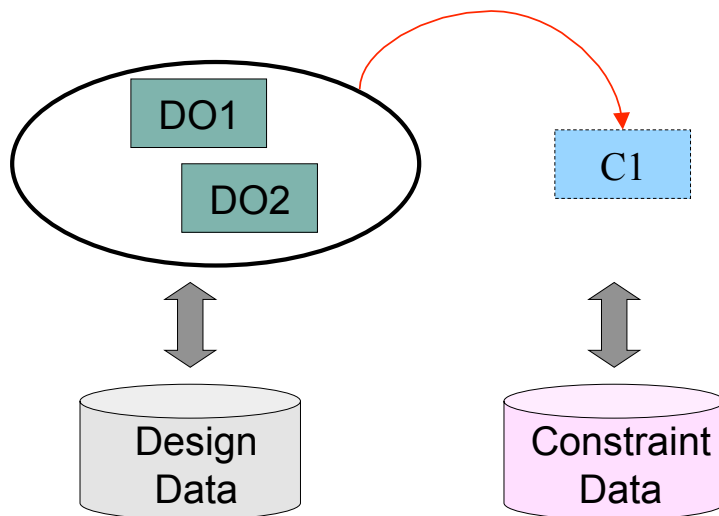 DO1
C1
DO2
Design
Data
Constraint
Data